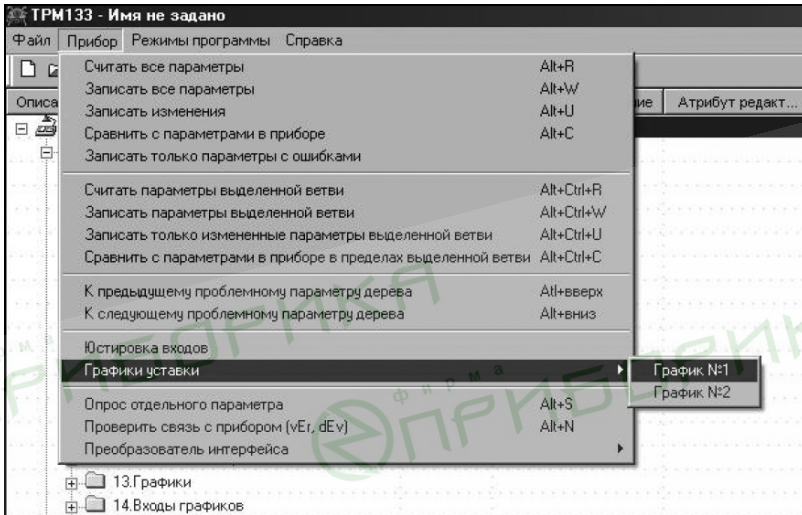 ТРМ133 - Имя не задано
Файл Прибор Режимы программы Справка
Считать все параметры Alt+R
Записать все параметры Alt+W
Записать изменения Alt+U
Сравнить с параметрами в приборе Alt+C
Записать только параметры с ошибками
Описа ие Атрибут редакт...
Считать параметры выделенной ветви Alt+Ctrl+R
Записать параметры выделенной ветви Alt+Ctrl+W
Записать только измененные параметры выделенной ветви Alt+Ctrl+U
Сравнить с параметрами в приборе в пределах выделенной ветви Alt+Ctrl+C
К предыдущему проблемному параметру дерева Atl+вверх
К следующему проблемному параметру дерева Alt+вниз
Юстировка входов
Графики уставки
График №1
График №2
Опрос отдельного параметра Alt+S
Проверить связь с прибором (vEr, dEv) Alt+N
Преобразователь интерфейса
13.Графики
14.Входы графиков
фирма
ПРИБОРИКА